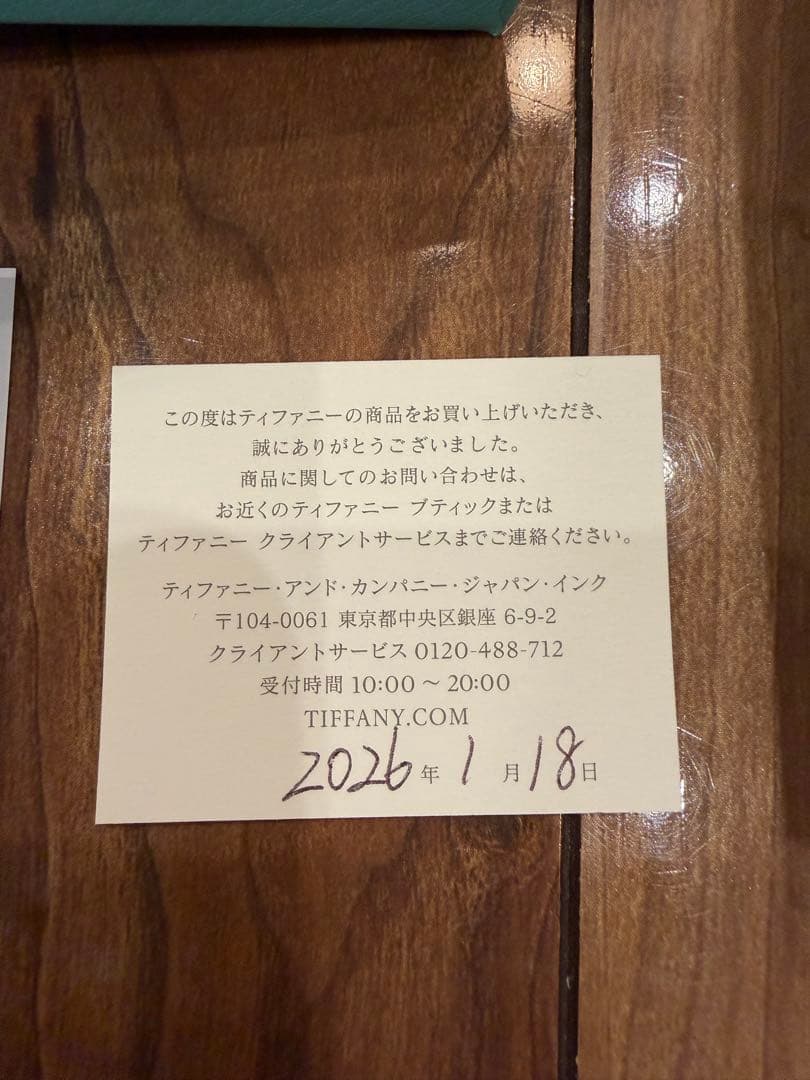 この度はティファニーの商品をお買い上げいただき、
誠にありがとうございました。
商品に関してのお問い合わせは、
お近くのティファニー ブティックまたは
ティファニー クライアントサービスまでご連絡ください。
ティファニー・アンド・カンパニー・ジャパン・インク
〒104-0061 東京都中央区銀座 6-9-2
クライアントサービス 0120-488-712
受付時間 10:00 〜 20:00
TIFFANY.COM
2026年 1月18日